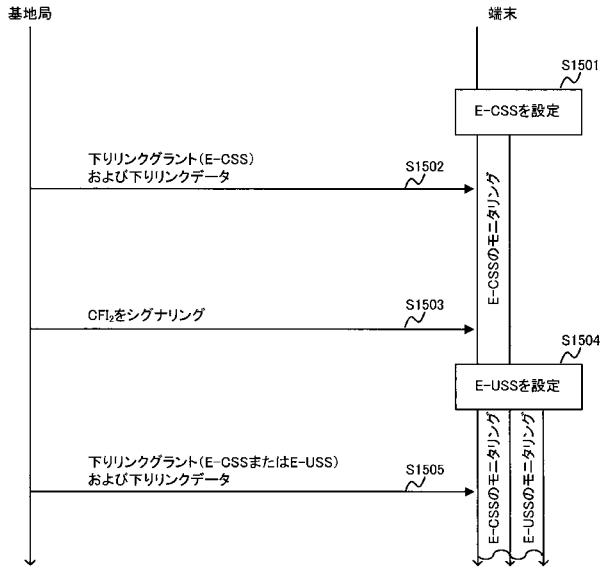 基地局
端末
S1501
E-CSSを設定
下りリンクグラント(E-CSS)
および下りリンクデータ
S1502
E-CSSのモニタリング
CFI₂をシグナリング
S1503
S1504
E-USSを設定
下りリンクグラント(E-CSSまたはE-USS)
および下りリンクデータ
S1505
E-CSSのモニタリング
E-USSのモニタリング